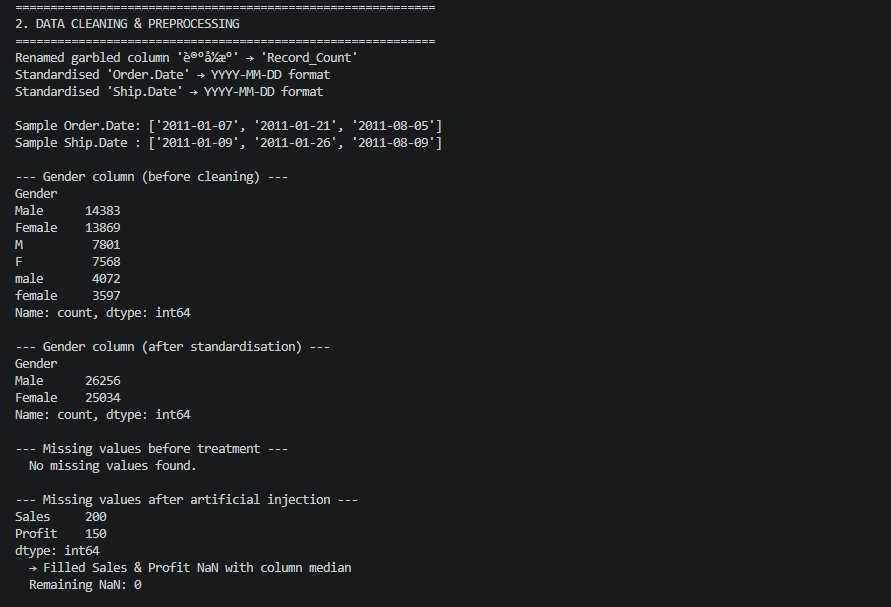 ============================================================
2. DATA CLEANING & PREPROCESSING
============================================================
Renamed garbled column 'è®°å½æ°' → 'Record_Count'
Standardised 'Order.Date' → YYYY-MM-DD format
Standardised 'Ship.Date' → YYYY-MM-DD format
Sample Order.Date: ['2011-01-07', '2011-01-21', '2011-08-05']
Sample Ship.Date : ['2011-01-09', '2011-01-26', '2011-08-09']
--- Gender column (before cleaning) ---
Gender
Male      14383
Female    13869
M          7801
F          7568
male       4072
female     3597
Name: count, dtype: int64
--- Gender column (after standardisation) ---
Gender
Male      26256
Female    25034
Name: count, dtype: int64
--- Missing values before treatment ---
  No missing values found.
--- Missing values after artificial injection ---
Sales     200
Profit    150
dtype: int64
  → Filled Sales & Profit NaN with column median
  Remaining NaN: 0